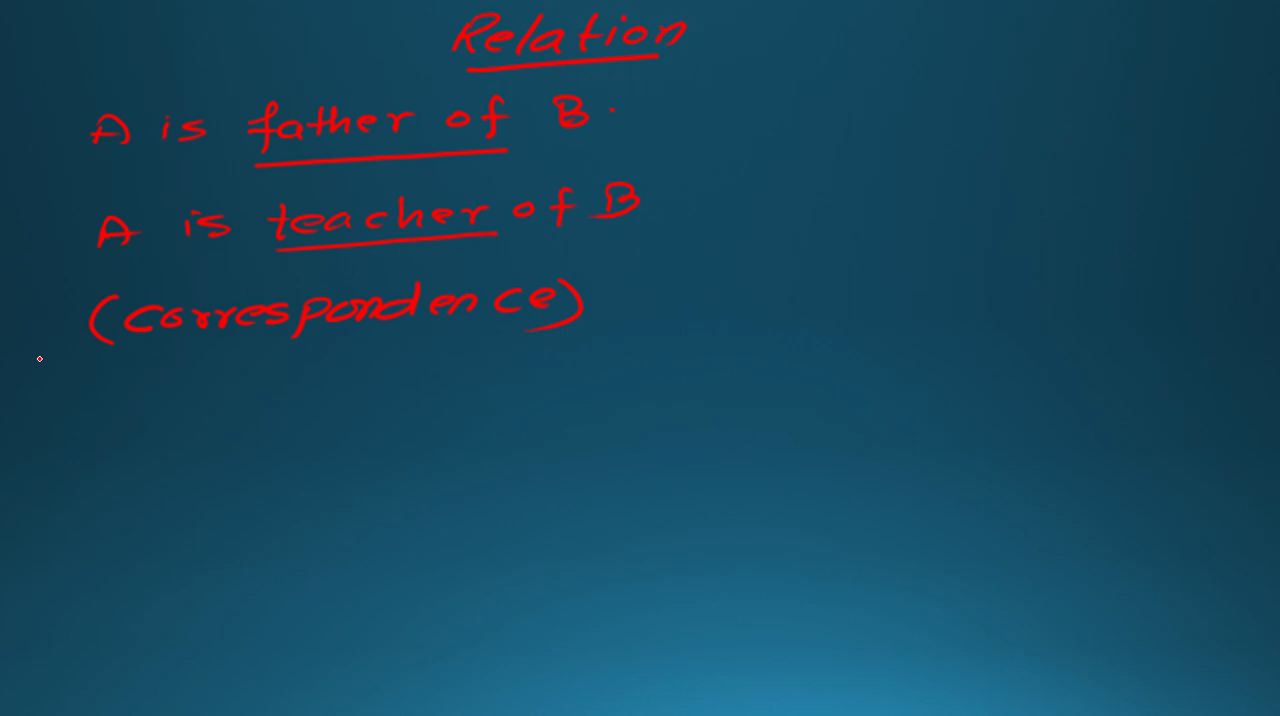 Relation
A is father of B.
A is teacher of B
(correspondence)